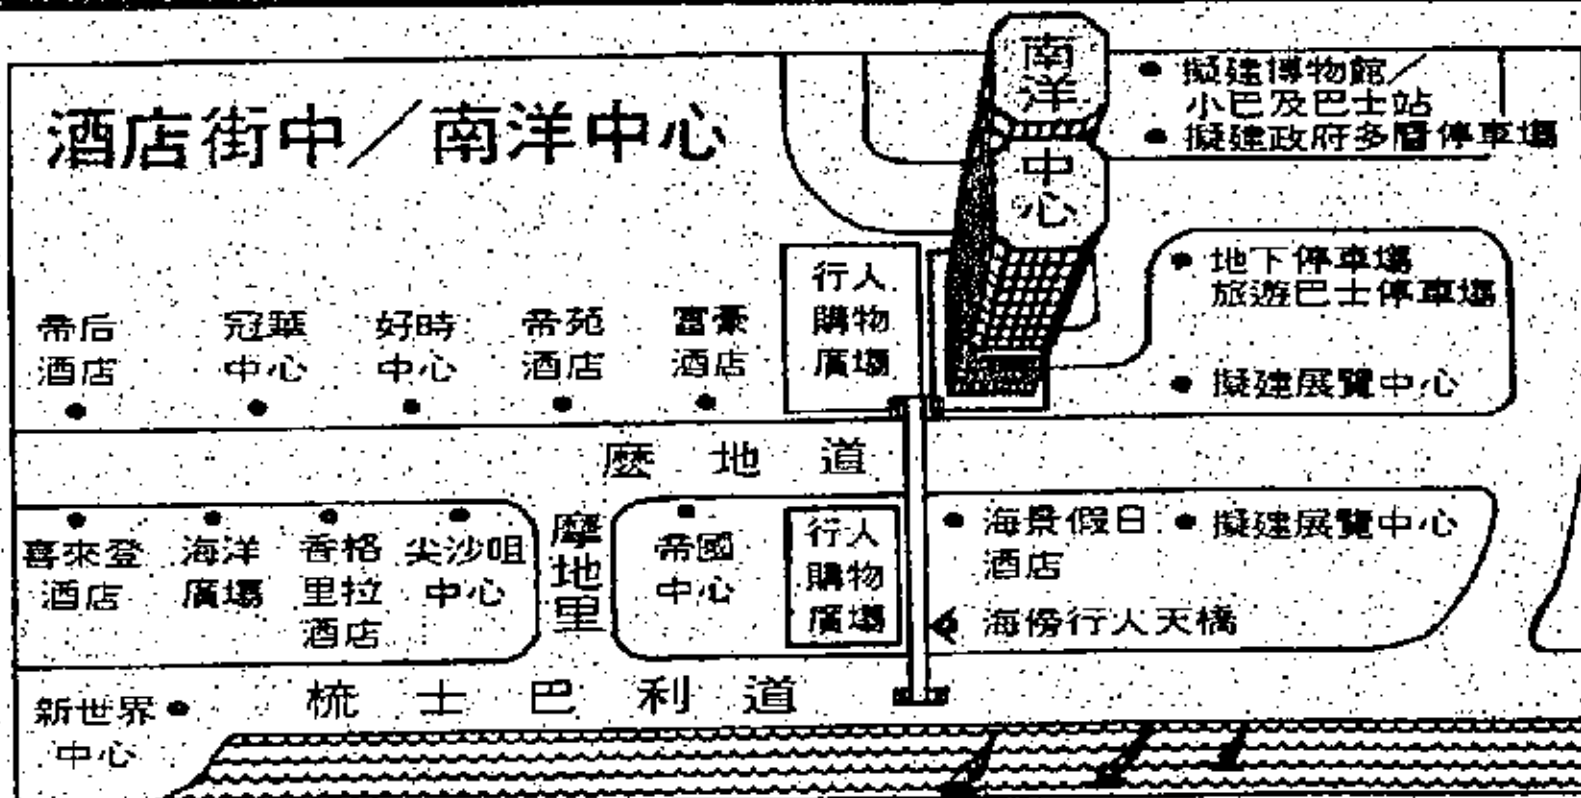 酒店街中／南洋中心
南洋
中心
擬建博物館／
小巴及巴士站
擬建政府多層停車場
行人
購物
廣場
地下停車場
旅遊巴士停車場
擬建展覽中心
帝后
酒店
冠華
中心
好時
中心
帝苑
酒店
富豪
酒店
麼地道
喜來登
酒店
海洋
廣場
香格
里拉
酒店
尖沙咀
中心
摩地里
帝國
中心
行人
購物
廣場
海景假日
酒店
擬建展覽中心
海傍行人天橋
梳士巴利道
新世界
中心